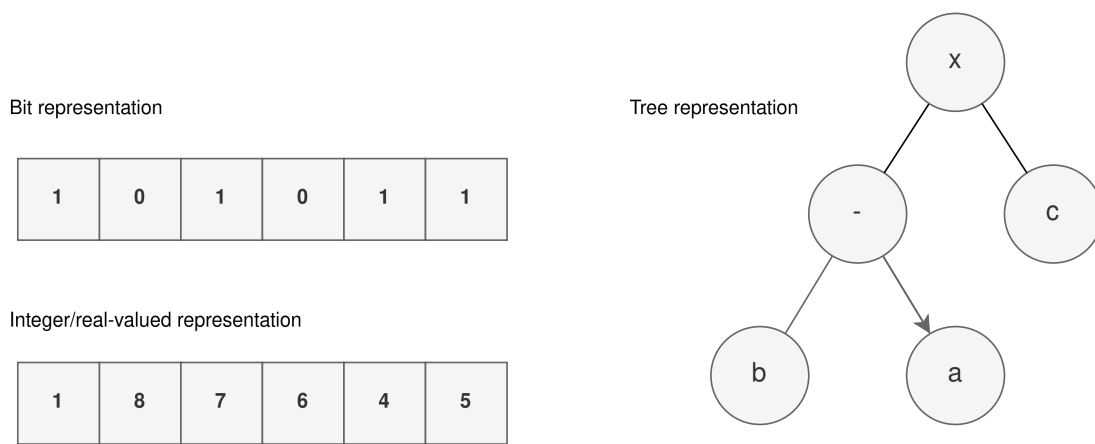 Bit representation
1 0 1 0 1 1
Integer/real-valued representation
1 8 7 6 4 5
Tree representation
x
- c
b a